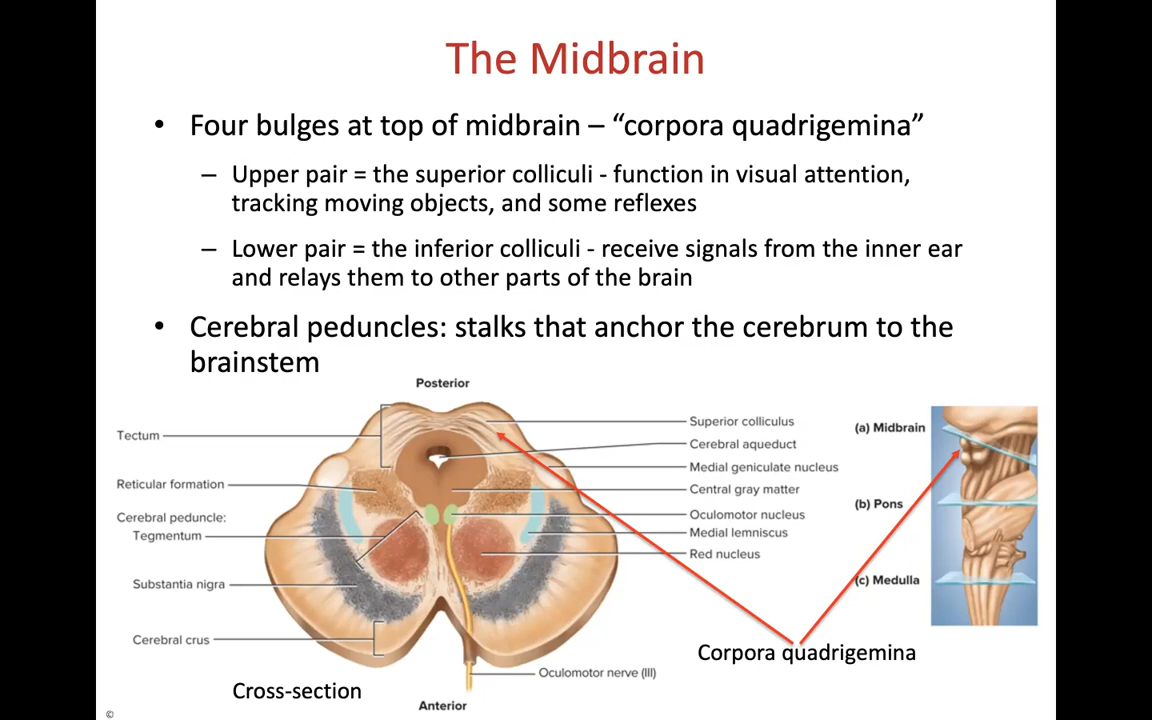 The Midbrain
• Four bulges at top of midbrain – “corpora quadrigemina”
– Upper pair = the superior colliculi - function in visual attention,
tracking moving objects, and some reflexes
– Lower pair = the inferior colliculi - receive signals from the inner ear
and relays them to other parts of the brain
• Cerebral peduncles: stalks that anchor the cerebrum to the
brainstem
Posterior
Tectum
Reticular formation
Cerebral peduncle:
Tegmentum
Substantia nigra
Cerebral crus
Superior colliculus
Cerebral aqueduct
Medial geniculate nucleus
Central gray matter
Oculomotor nucleus
Medial lemniscus
Red nucleus
Oculomotor nerve (III)
Anterior
Cross-section
(a) Midbrain
(b) Pons
(c) Medulla
Corpora quadrigemina
©